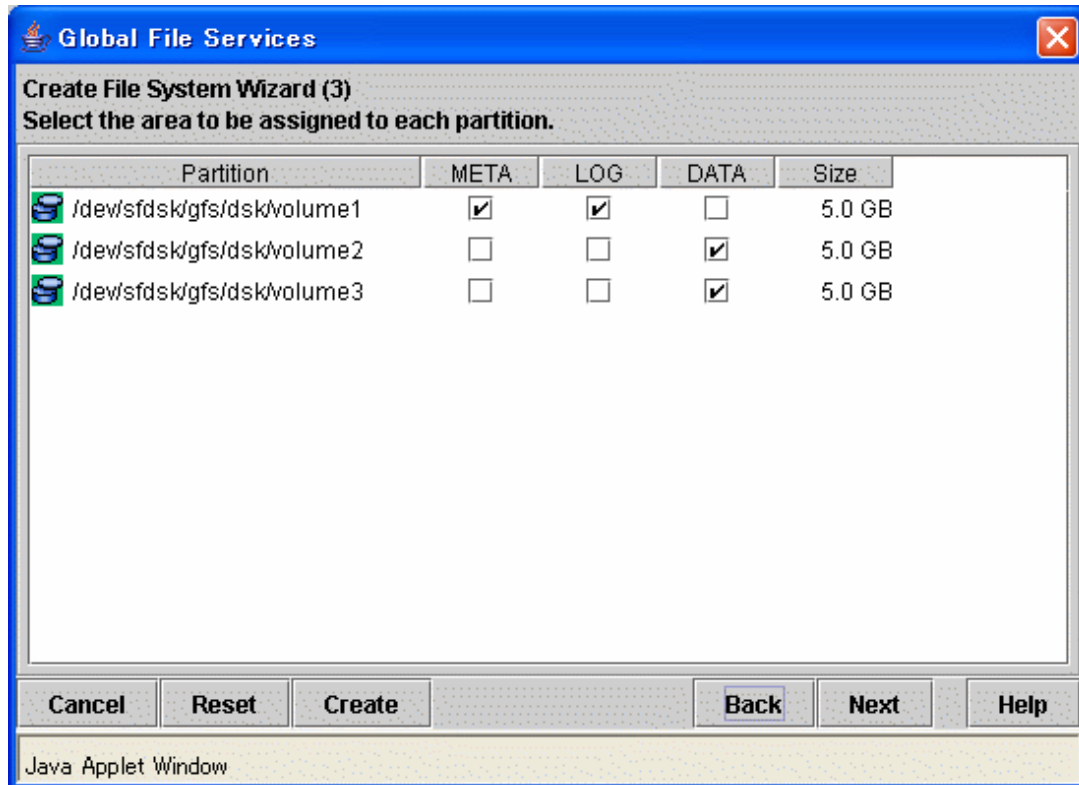 Global File Services
Create File System Wizard (3)
Select the area to be assigned to each partition.
Partition META LOG DATA Size
/dev/sfdsk/gfs/dsk/volume1 5.0 GB
/dev/sfdsk/gfs/dsk/volume2 5.0 GB
/dev/sfdsk/gfs/dsk/volume3 5.0 GB
Cancel Reset Create Back Next Help
Java Applet Window